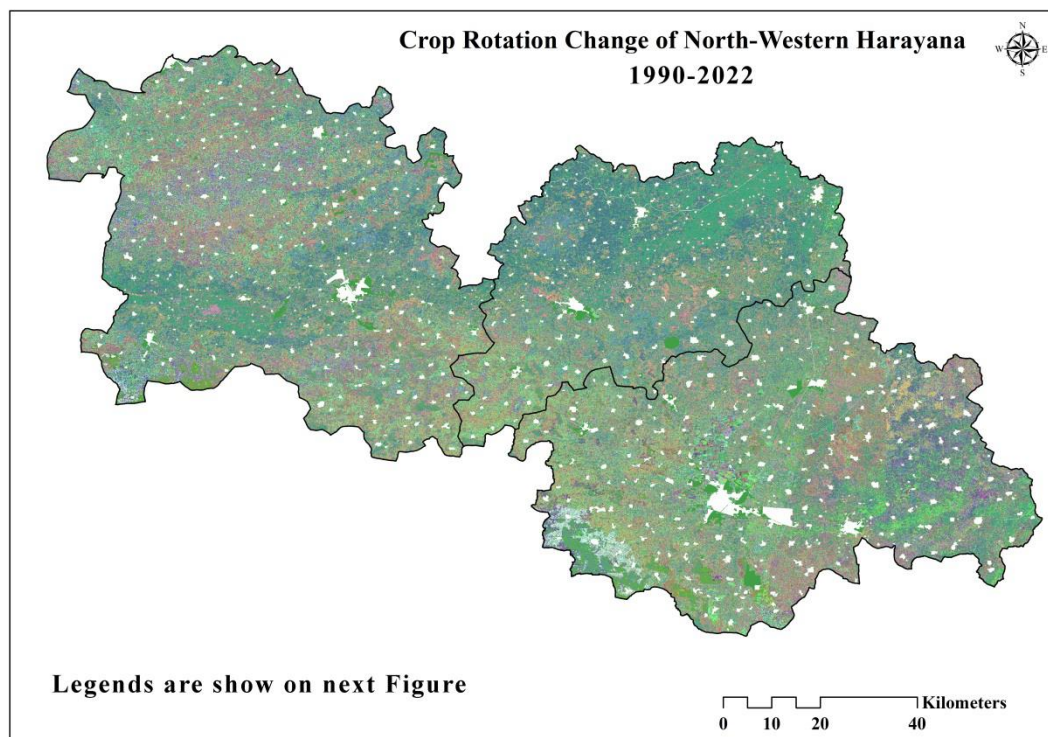 Crop Rotation Change of North-Western Harayana
1990-2022
N
W
E
S
Legends are show on next Figure
Kilometers
0 10 20 40